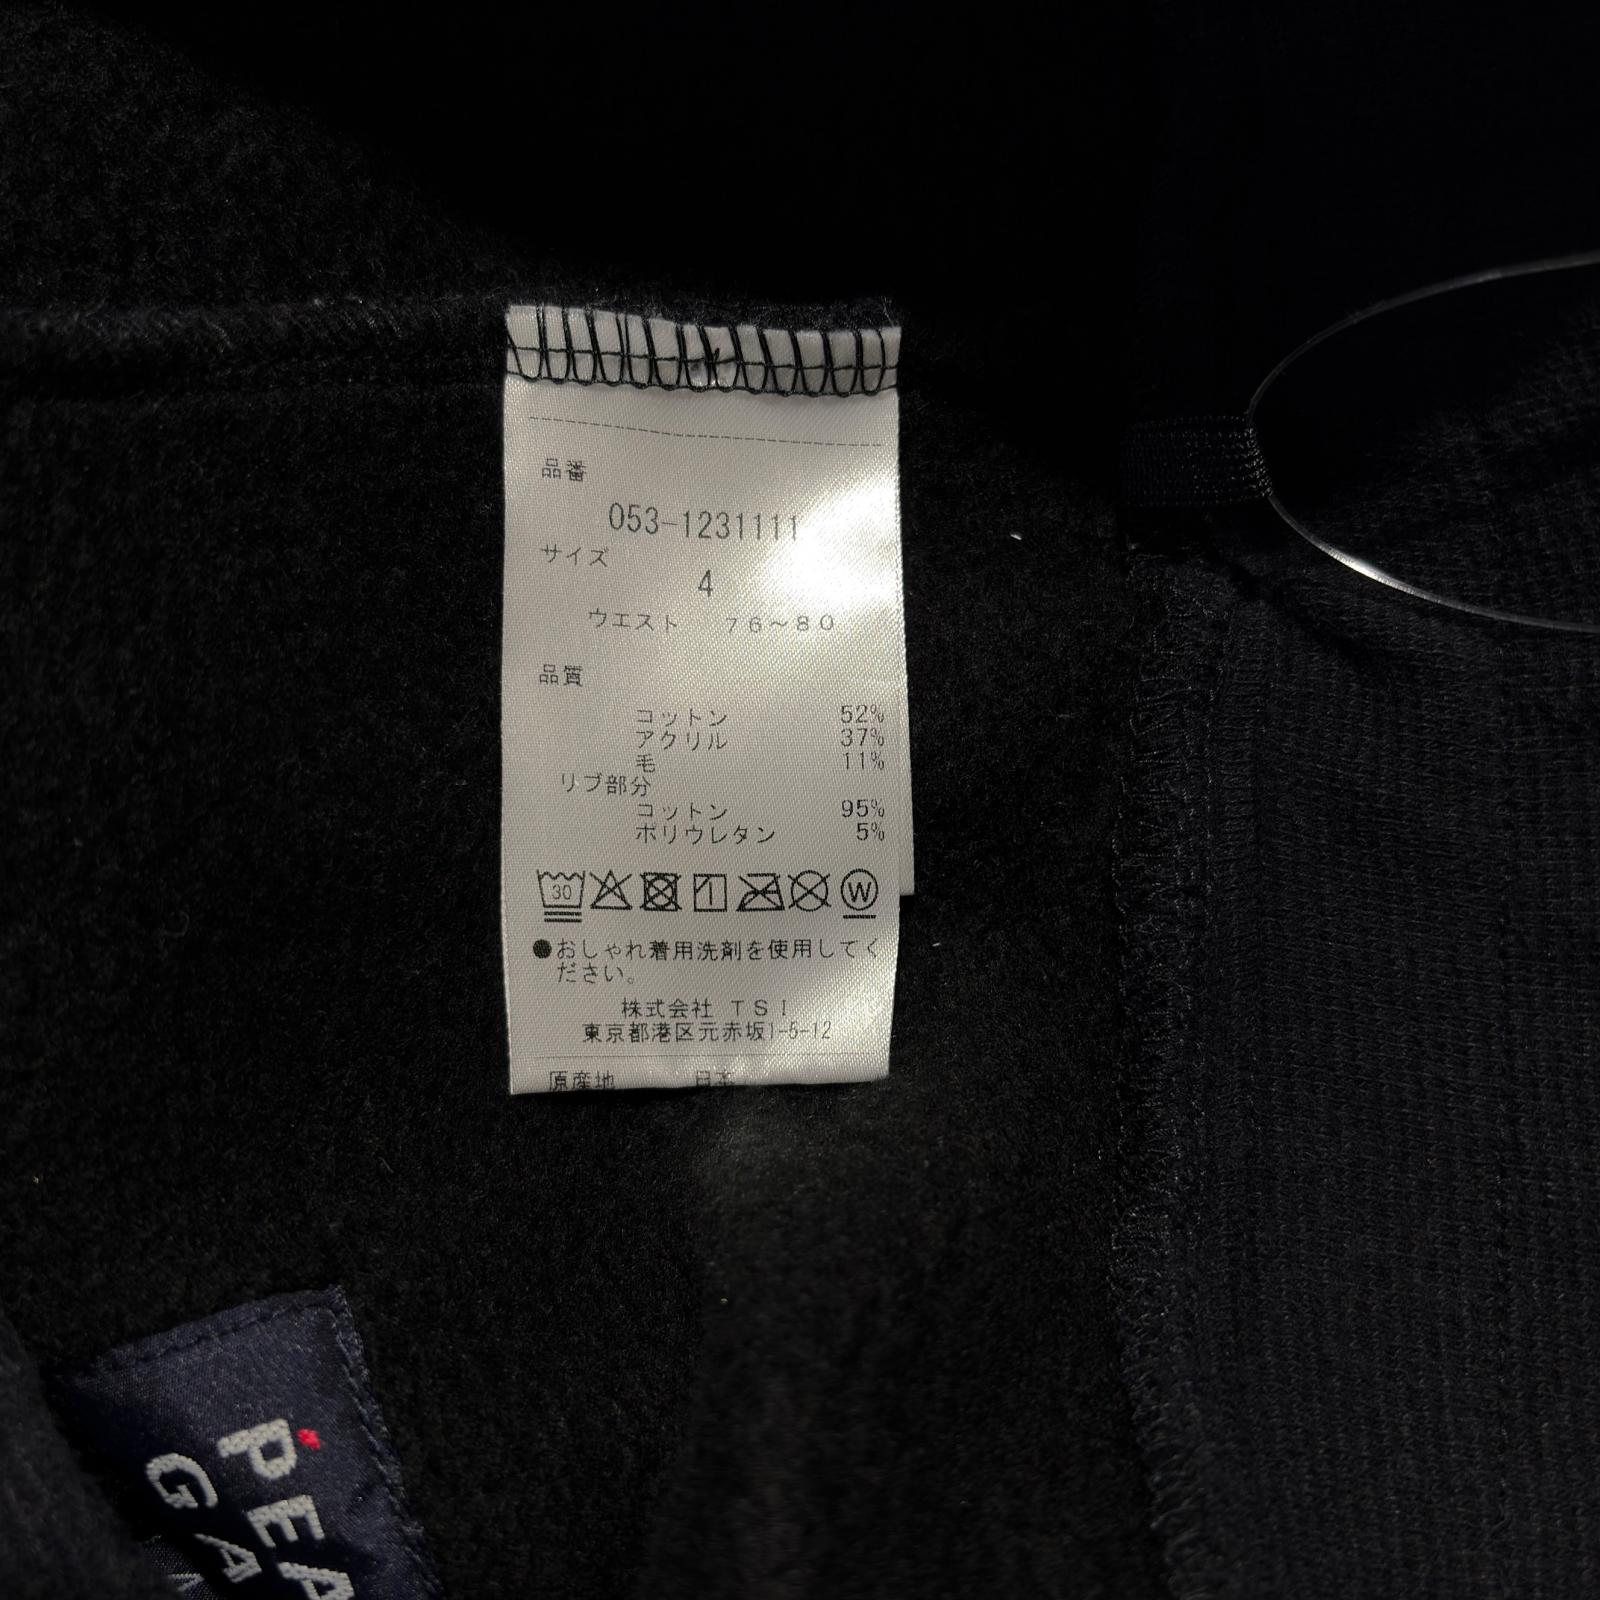 品番
053-1231111
サイズ
4
ウエスト 76～80
品質
コットン 52%
アクリル 37%
毛 11%
リブ部分
コットン 95%
ポリウレタン 5%
30
W
●おしゃれ着用洗剤を使用してく
ださい。
株式会社 TSI
東京都港区元赤坂1-5-12
原産地 日本
PEA
GA